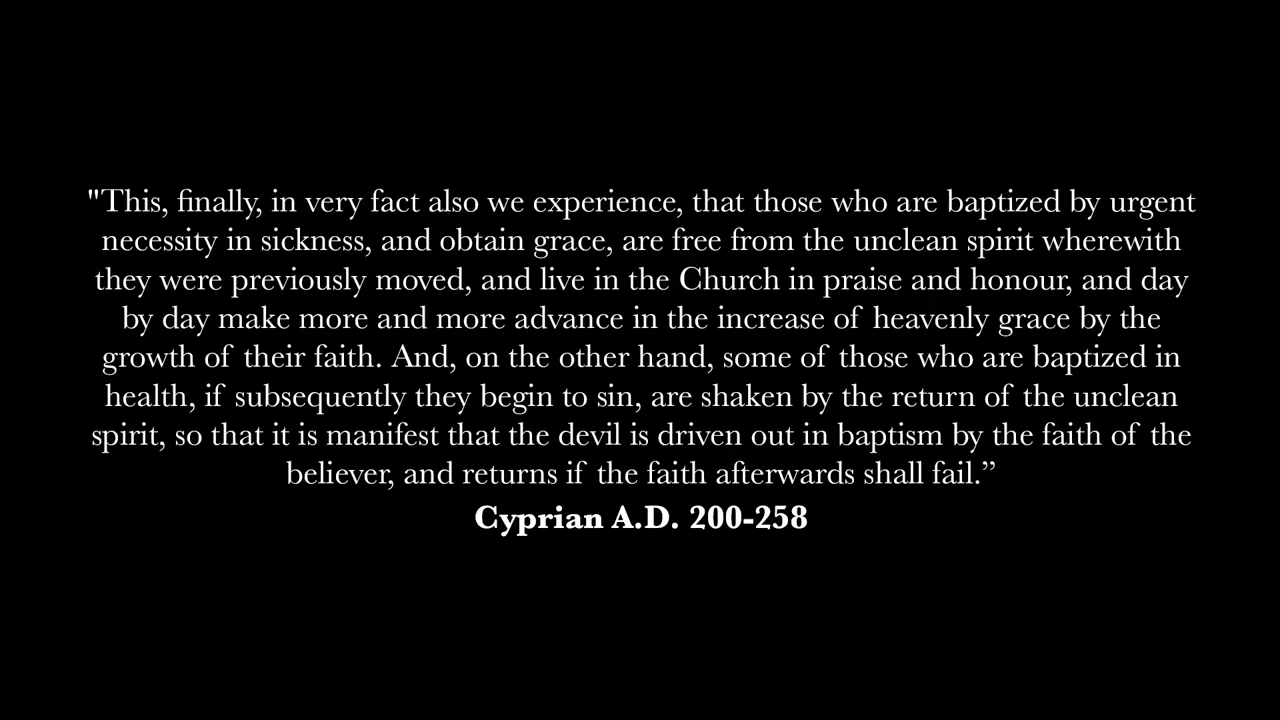 "This, finally, in very fact also we experience, that those who are baptized by urgent
necessity in sickness, and obtain grace, are free from the unclean spirit wherewith
they were previously moved, and live in the Church in praise and honour, and day
by day make more and more advance in the increase of heavenly grace by the
growth of their faith. And, on the other hand, some of those who are baptized in
health, if subsequently they begin to sin, are shaken by the return of the unclean
spirit, so that it is manifest that the devil is driven out in baptism by the faith of the
believer, and returns if the faith afterwards shall fail.”
Cyprian A.D. 200-258